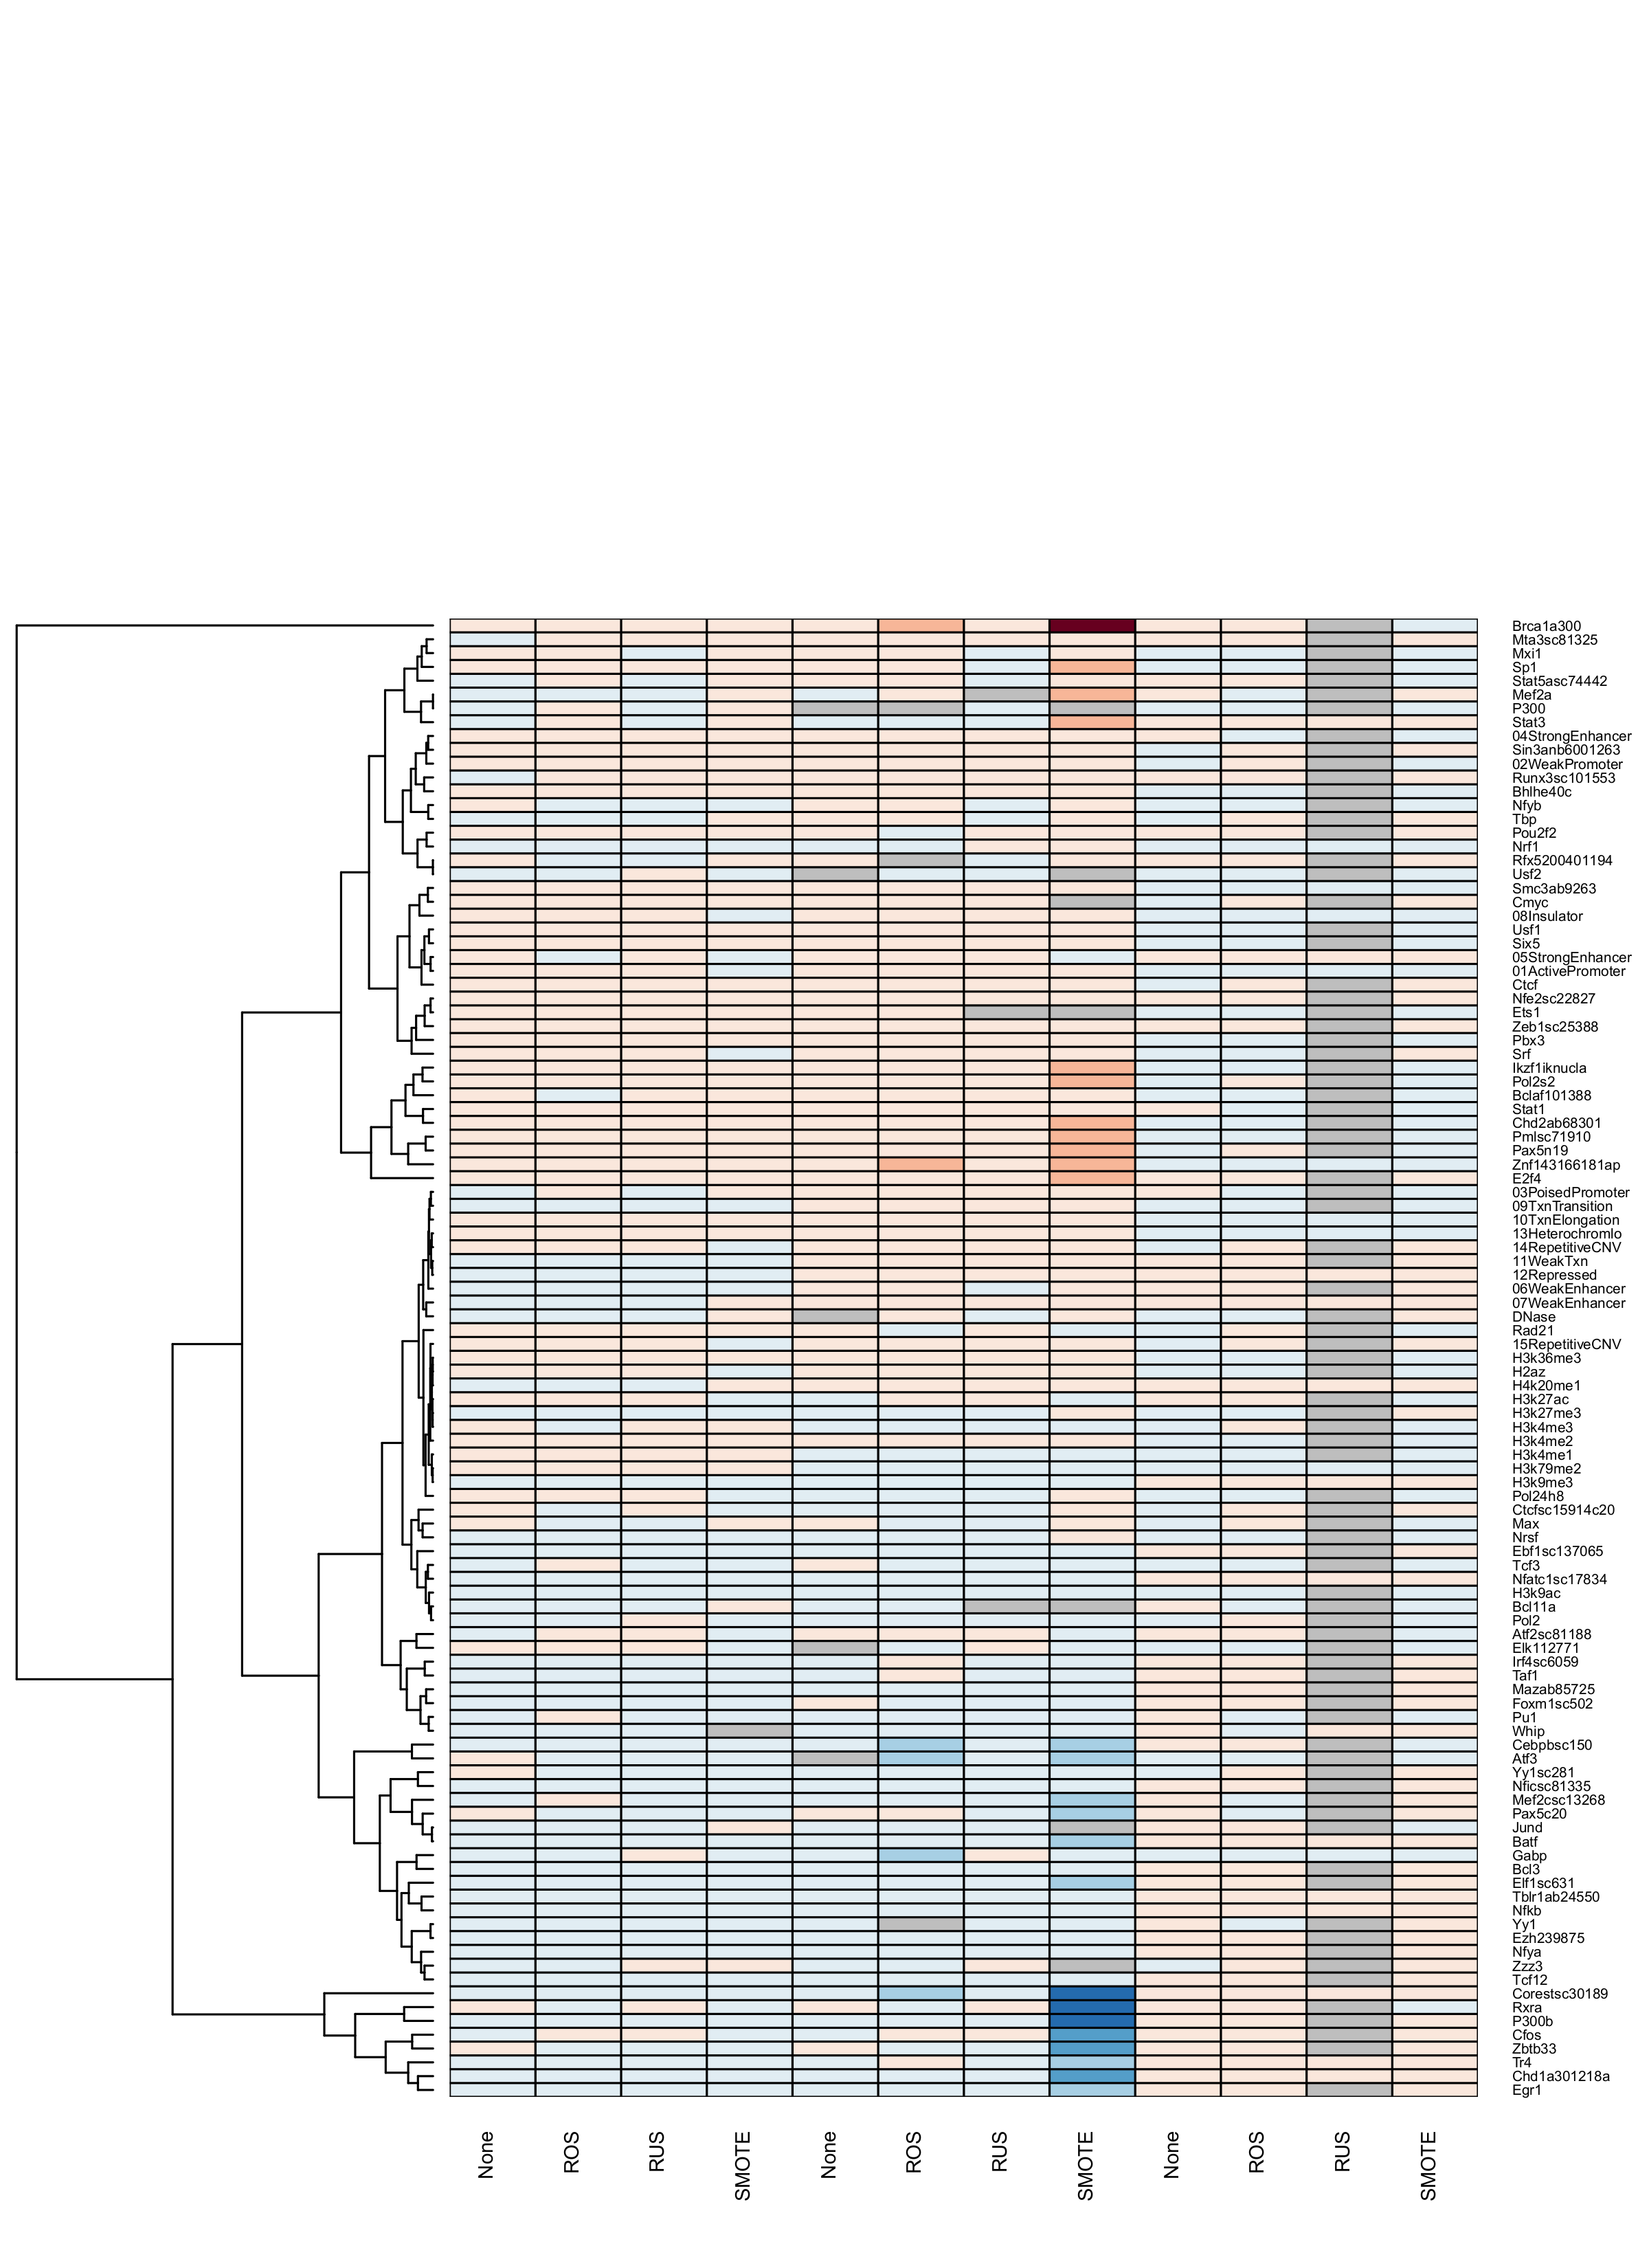 Brca1a300
Mta3sc81325
Mxi1
Sp1
Stat5asc74442
Mef2a
P300
Stat3
04StrongEnhancer
Sin3anb6001263
02WeakPromoter
Runx3sc101553
Bhlhe40c
Nfyb
Tbp
Pou2f2
Nrf1
Rfx5200401194
Usf2
Smc3ab9263
Cmyc
08Insulator
Usf1
Six5
05StrongEnhancer
01ActivePromoter
Ctcf
Nfe2sc22827
Ets1
Zeb1sc25388
Pbx3
Srf
Ikzf1iknucla
Pol2s2
Bclaf101388
Stat1
Chd2ab68301
Pmlsc71910
Pax5n19
Znf143166181ap
E2f4
03PoisedPromoter
09TxnTransition
10TxnElongation
13Heterochromlo
14RepetitiveCNV
11WeakTxn
12Repressed
06WeakEnhancer
07WeakEnhancer
DNase
Rad21
15RepetitiveCNV
H3k36me3
H2az
H4k20me1
H3k27ac
H3k27me3
H3k4me3
H3k4me2
H3k4me1
H3k79me2
H3k9me3
Pol24h8
Ctcfsc15914c20
Max
Nrsf
Ebf1sc137065
Tcf3
Nfatc1sc17834
H3k9ac
Bcl11a
Pol2
Atf2sc81188
Elk112771
Irf4sc6059
Taf1
Mazab85725
Foxm1sc502
Pu1
Whip
Cebpbsc150
Atf3
Yy1sc281
Nficsc81335
Mef2csc13268
Pax5c20
Jund
Batf
Gabp
Bcl3
Elf1sc631
Tblr1ab24550
Nfkb
Yy1
Ezh239875
Nfya
Zzz3
Tcf12
Corestsc30189
Rxra
P300b
Cfos
Zbtb33
Tr4
Chd1a301218a
Egr1
None
ROS
RUS
SMOTE
None
ROS
RUS
SMOTE
None
ROS
RUS
SMOTE